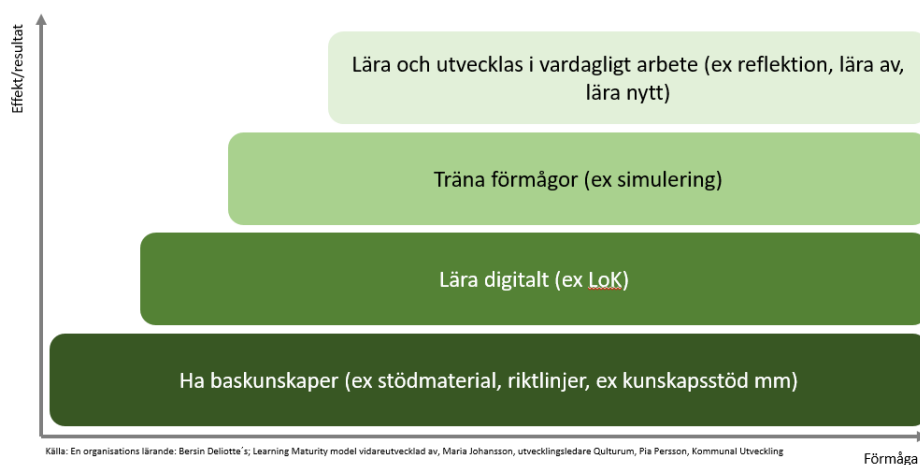 Effekt/resultat
Lära och utvecklas i vardagligt arbete (ex reflektion, lära av,
lära nytt)
Träna förmågor (ex simulering)
Lära digitalt (ex LoK)
Ha baskunskaper (ex stödmaterial, riktlinjer, ex kunskapsstöd mm)
Källa: En organisations lärande: Bersin Deliotte´s; Learning Maturity model vidareutvecklad av, Maria Johansson, utvecklingsledare Qulturum, Pia Persson, Kommunal Utveckling
Förmåga